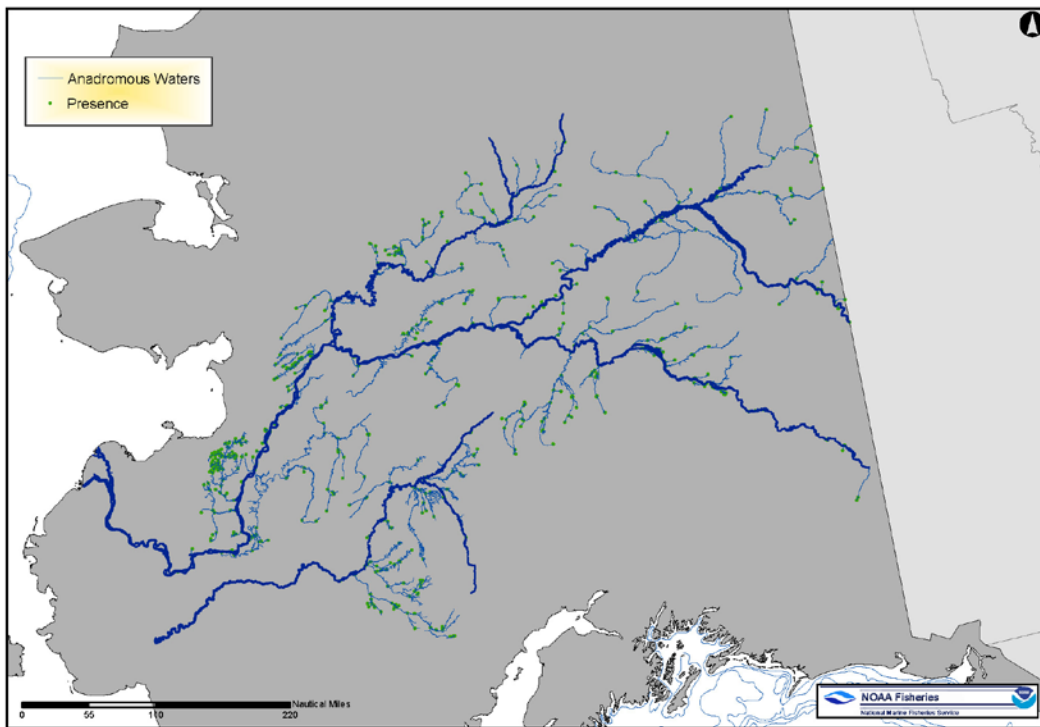 Anadromous Waters
Presence
Nautical Miles
0 55 110 220
NOAA Fisheries
National Marine Fisheries Service